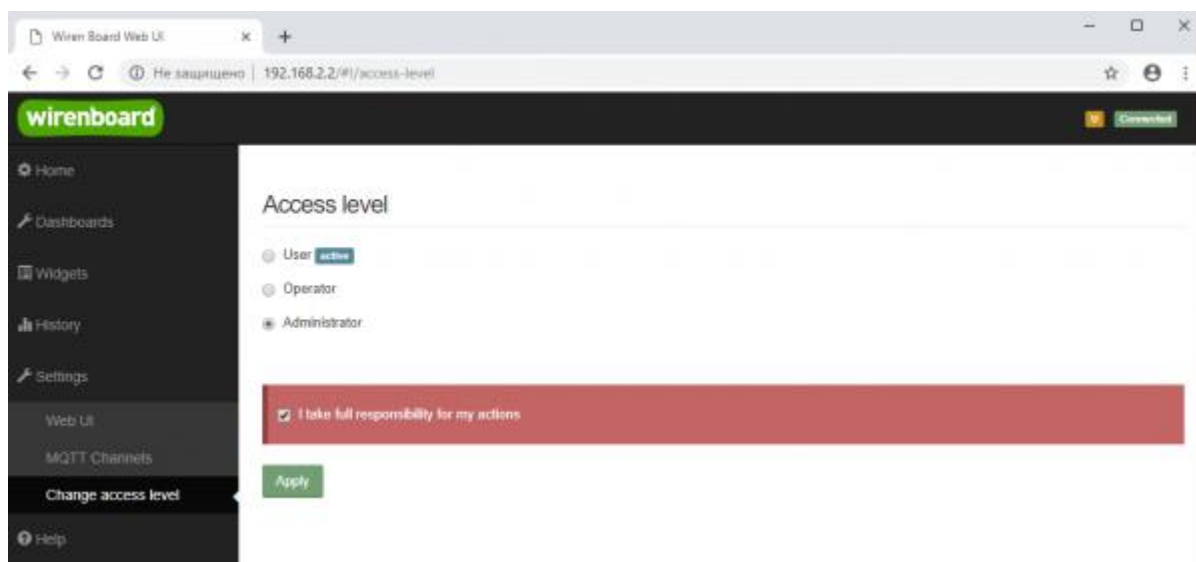 Wiren Board Web UI
Не защищено | 192.168.2.2/#!/access-level
wirenboard
Connected
Home
Dashboards
Widgets
History
Settings
Web UI
MQTT Channels
Change access level
Help
Access level
User active
Operator
Administrator
I take full responsibility for my actions
Apply